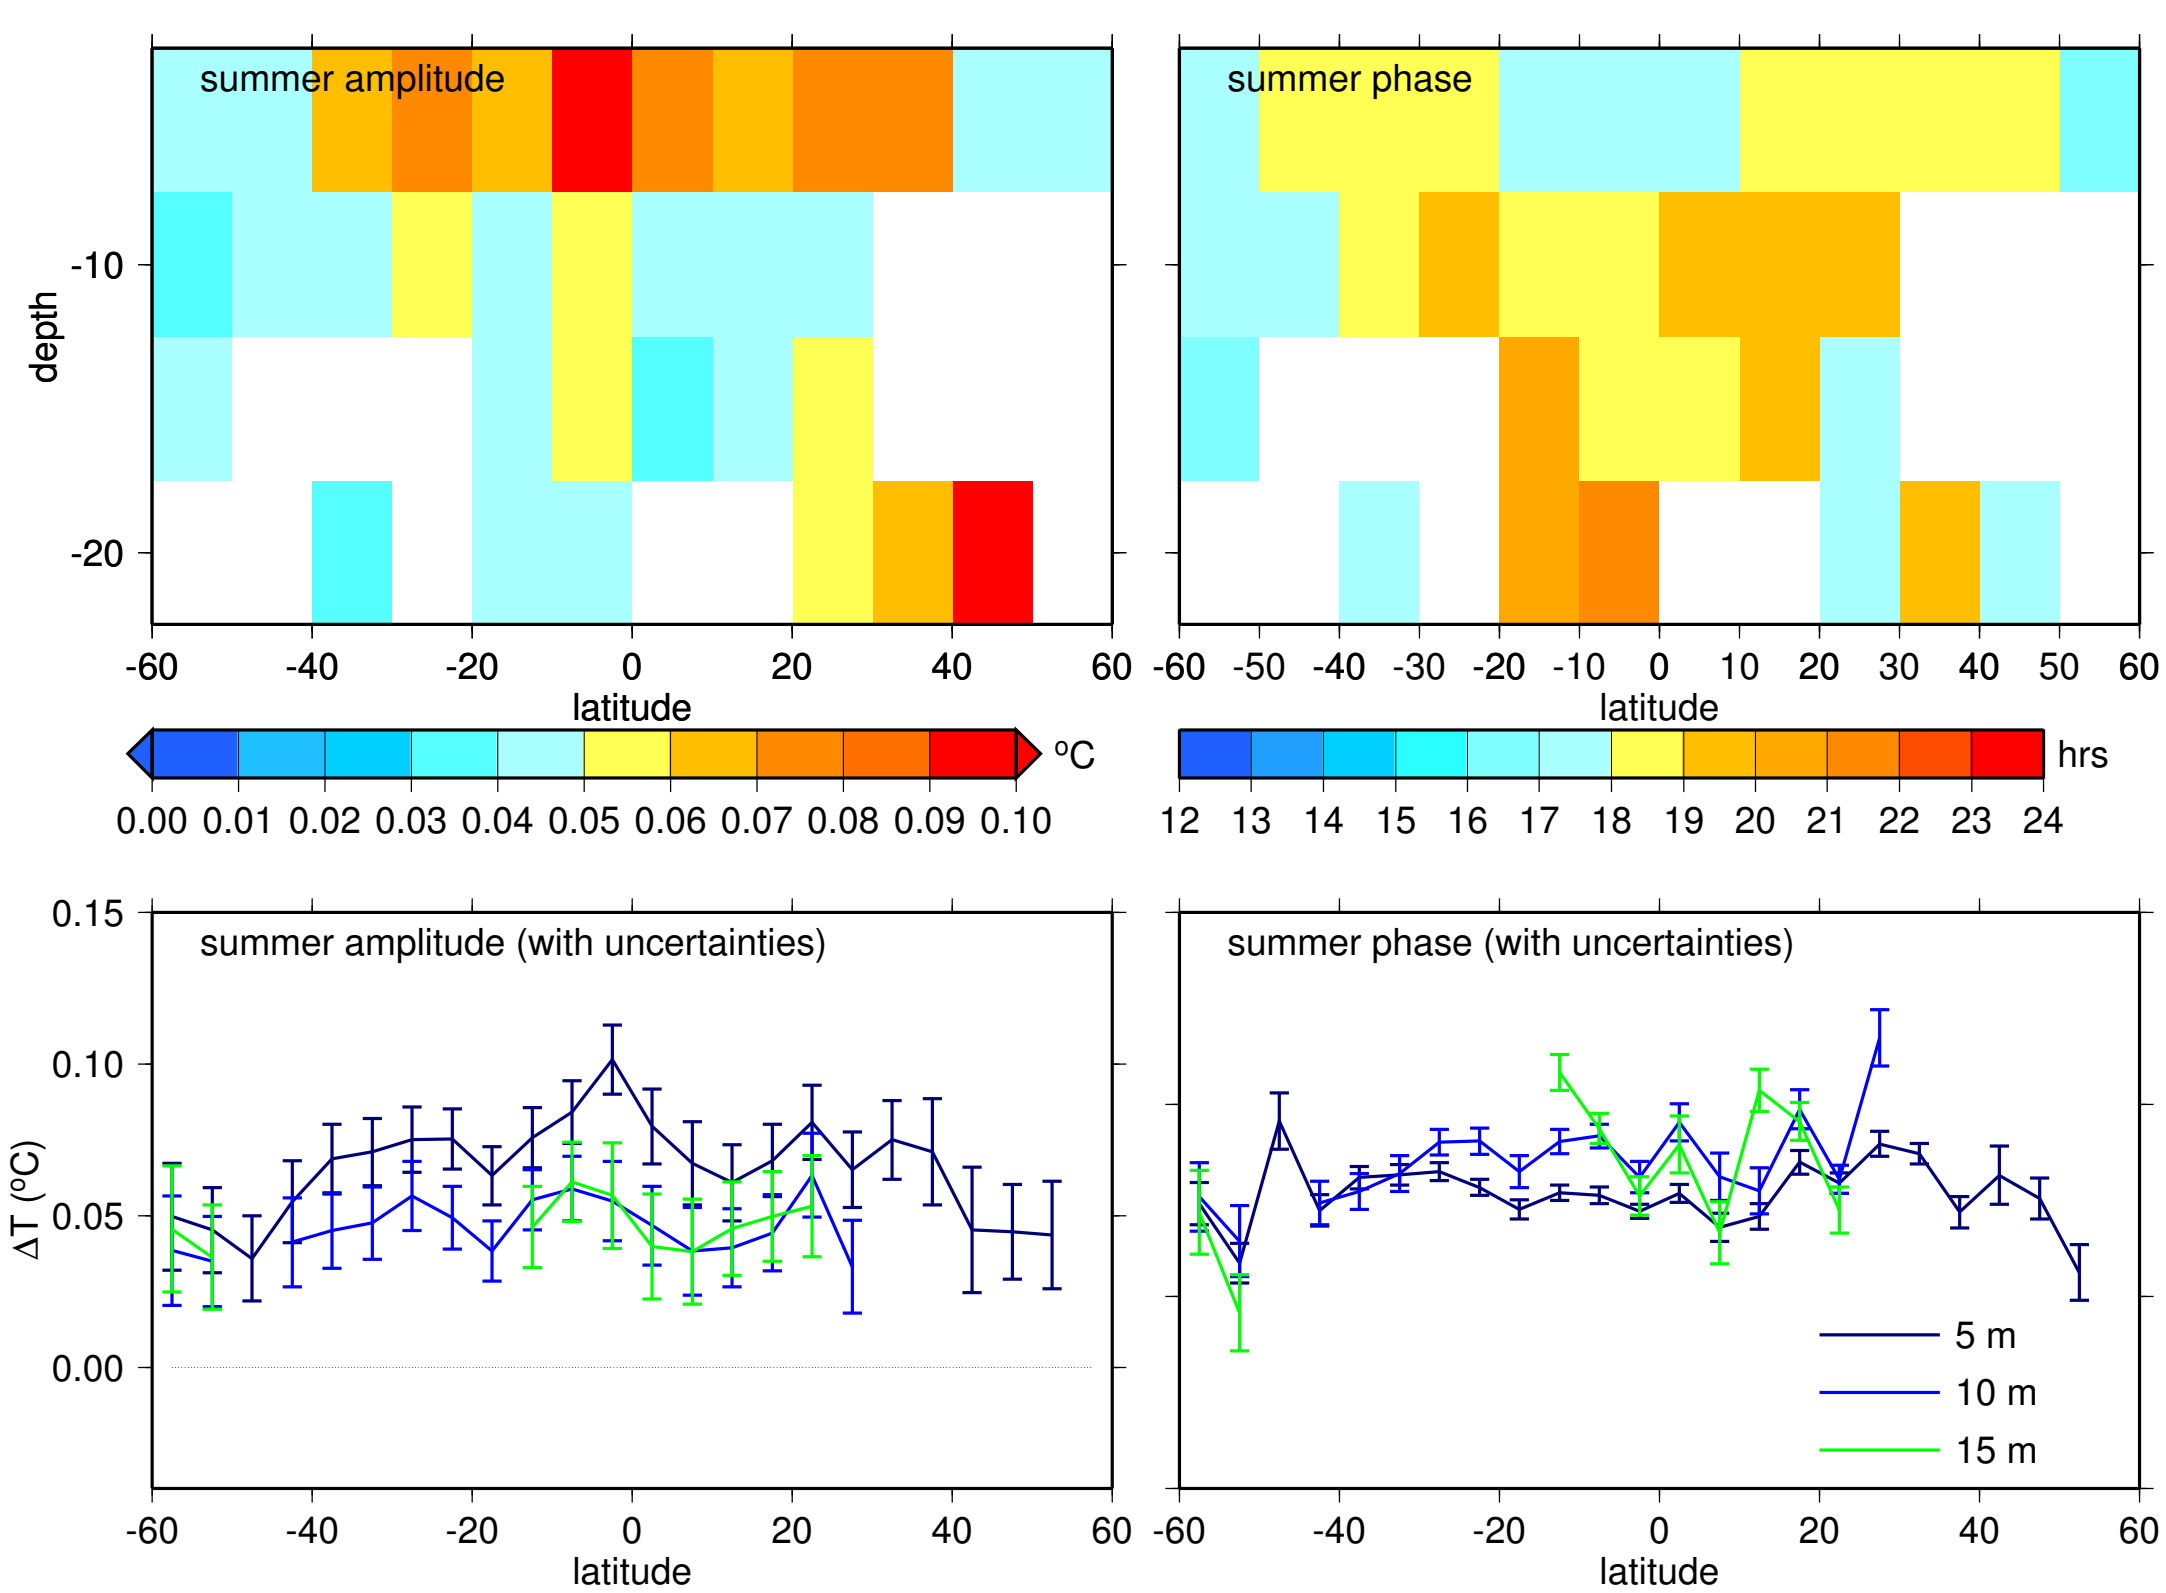 summer amplitude
summer phase
-10
-20
depth
-60 -40 -20 0 20 40 60
-60 -50 -40 -30 -20 -10 0 10 20 30 40 50 60
latitude
latitude
ºC
hrs
0.00 0.01 0.02 0.03 0.04 0.05 0.06 0.07 0.08 0.09 0.10
12 13 14 15 16 17 18 19 20 21 22 23 24
summer amplitude (with uncertainties)
summer phase (with uncertainties)
0.15
0.10
0.05
0.00
ΔT (ºC)
5 m
10 m
15 m
-60 -40 -20 0 20 40 60
-60 -40 -20 0 20 40 60
latitude
latitude